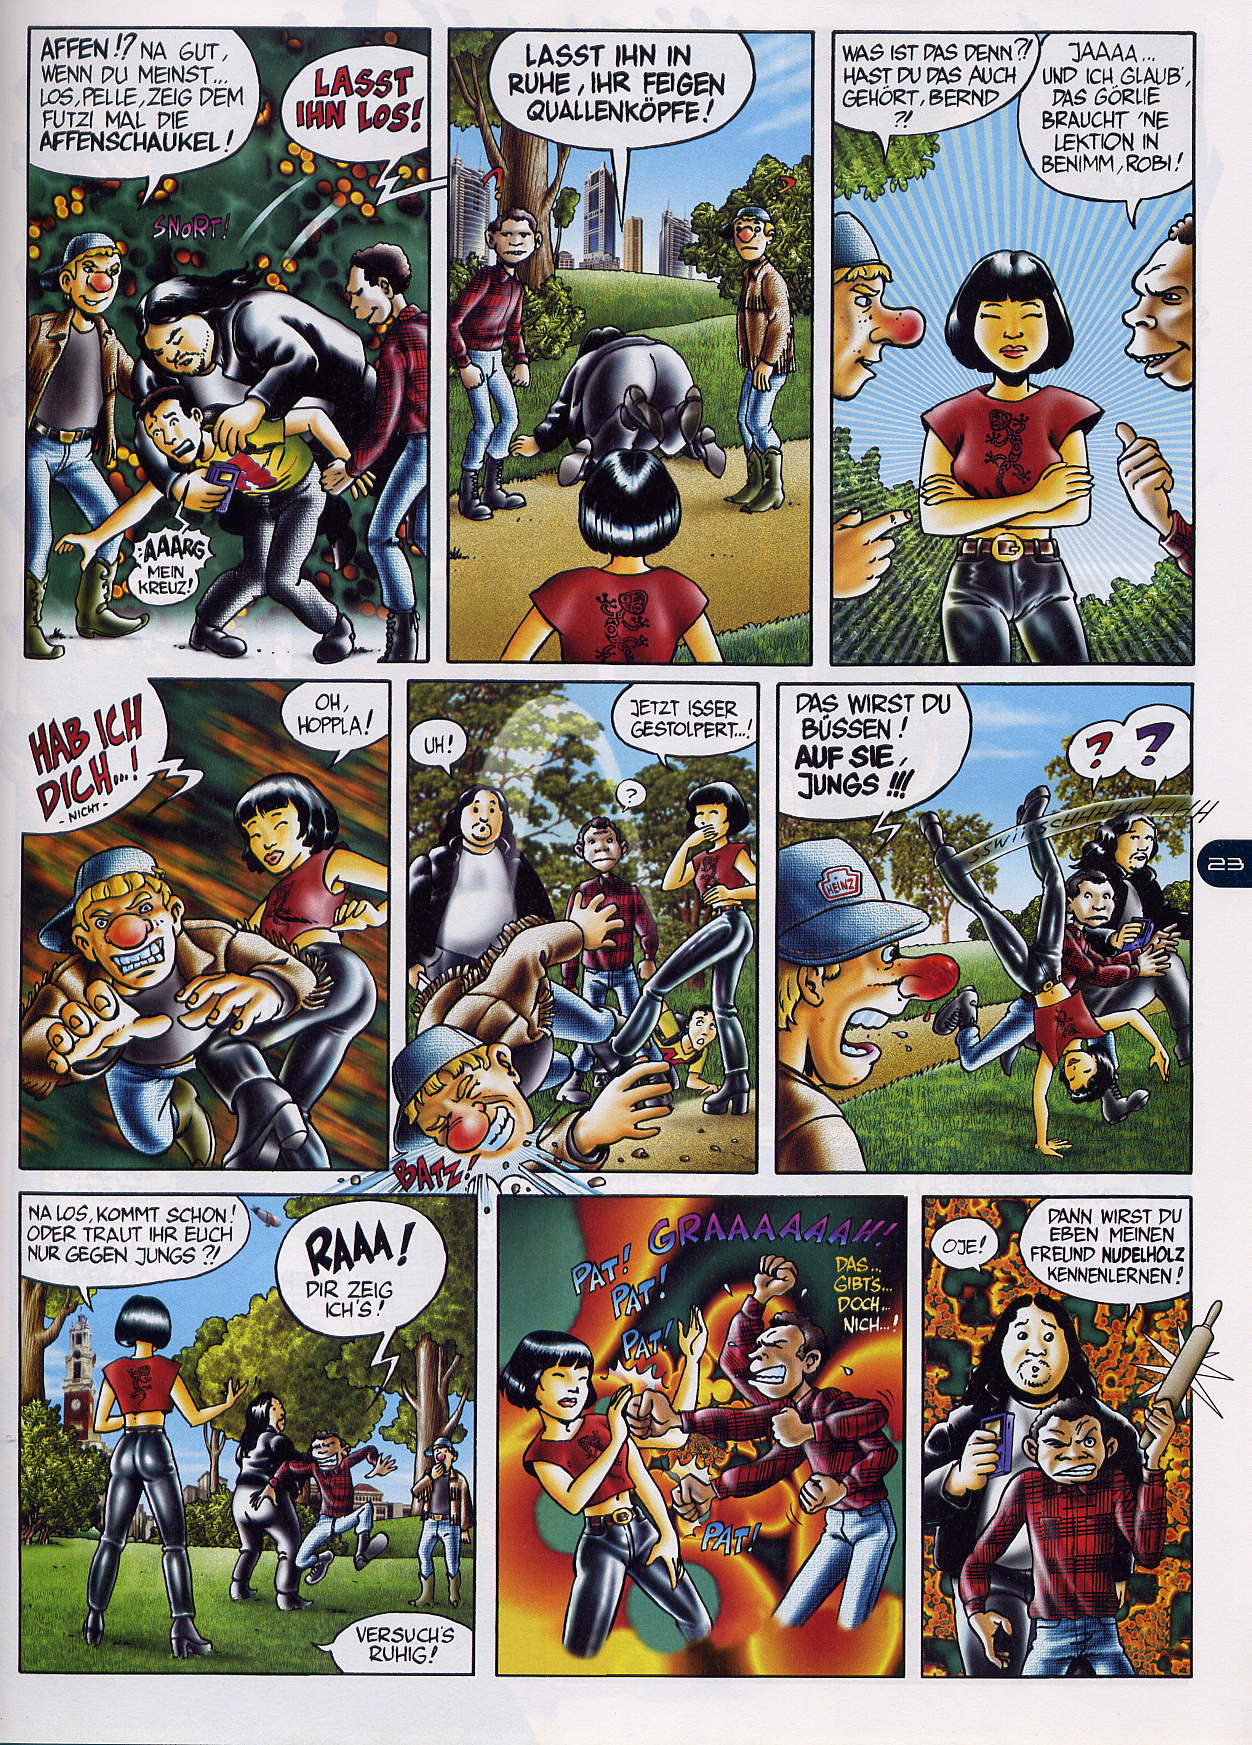 AFFEN!? NA GUT,
WENN DU MEINST...
LOS, PELLE, ZEIG DEM
FUTZI MAL DIE
AFFENSCHAUKEL!
LASST
IHN LOS!
SNORT!
:AAARG
MEIN
KREUZ!
LASST IHN IN
RUHE, IHR FEIGEN
QUALLENKÖPFE!
?
?
WAS IST DAS DENN?!
HAST DU DAS AUCH
GEHÖRT, BERND
?!
JAAAA...
UND ICH GLAUB',
DAS GÖRLIE
BRAUCHT 'NE
LEKTION IN
BENIMM, ROBI!
HAB ICH
DICH...!
- NICHT -
OH,
HOPPLA!
UH!
JETZT ISSER
GESTOLPERT...!
?
BATZ!
DAS WIRST DU
BÜSSEN!
AUF SIE,
JUNGS!!!
? ?
SSWIISSCHHHHHHHH
HEINZ
23
NA LOS, KOMMT SCHON!
ODER TRAUT IHR EUCH
NUR GEGEN JUNGS?!
RAAA!
DIR ZEIG
ICH'S!
VERSUCH'S
RUHIG!
GRAAAAAAAH!
PAT!
PAT!
PAT!
DAS...
GIBT'S...
DOCH...
NICH...!
PAT!
OJE!
DANN WIRST DU
EBEN MEINEN
FREUND NUDELHOLZ
KENNENLERNEN!